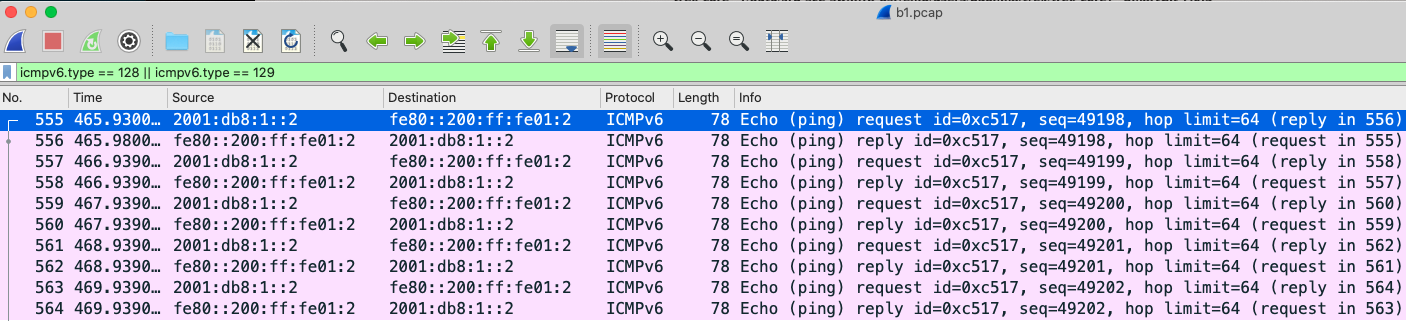 b1.pcap
icmpv6.type == 128 || icmpv6.type == 129
No. Time Source Destination Protocol Length Info
555 465.9300… 2001:db8:1::2 fe80::200:ff:fe01:2 ICMPv6 78 Echo (ping) request id=0xc517, seq=49198, hop limit=64 (reply in 556)
556 465.9800… fe80::200:ff:fe01:2 2001:db8:1::2 ICMPv6 78 Echo (ping) reply id=0xc517, seq=49198, hop limit=64 (request in 555)
557 466.9390… 2001:db8:1::2 fe80::200:ff:fe01:2 ICMPv6 78 Echo (ping) request id=0xc517, seq=49199, hop limit=64 (reply in 558)
558 466.9390… fe80::200:ff:fe01:2 2001:db8:1::2 ICMPv6 78 Echo (ping) reply id=0xc517, seq=49199, hop limit=64 (request in 557)
559 467.9390… 2001:db8:1::2 fe80::200:ff:fe01:2 ICMPv6 78 Echo (ping) request id=0xc517, seq=49200, hop limit=64 (reply in 560)
560 467.9390… fe80::200:ff:fe01:2 2001:db8:1::2 ICMPv6 78 Echo (ping) reply id=0xc517, seq=49200, hop limit=64 (request in 559)
561 468.9390… 2001:db8:1::2 fe80::200:ff:fe01:2 ICMPv6 78 Echo (ping) request id=0xc517, seq=49201, hop limit=64 (reply in 562)
562 468.9390… fe80::200:ff:fe01:2 2001:db8:1::2 ICMPv6 78 Echo (ping) reply id=0xc517, seq=49201, hop limit=64 (request in 561)
563 469.9390… 2001:db8:1::2 fe80::200:ff:fe01:2 ICMPv6 78 Echo (ping) request id=0xc517, seq=49202, hop limit=64 (reply in 564)
564 469.9390… fe80::200:ff:fe01:2 2001:db8:1::2 ICMPv6 78 Echo (ping) reply id=0xc517, seq=49202, hop limit=64 (request in 563)